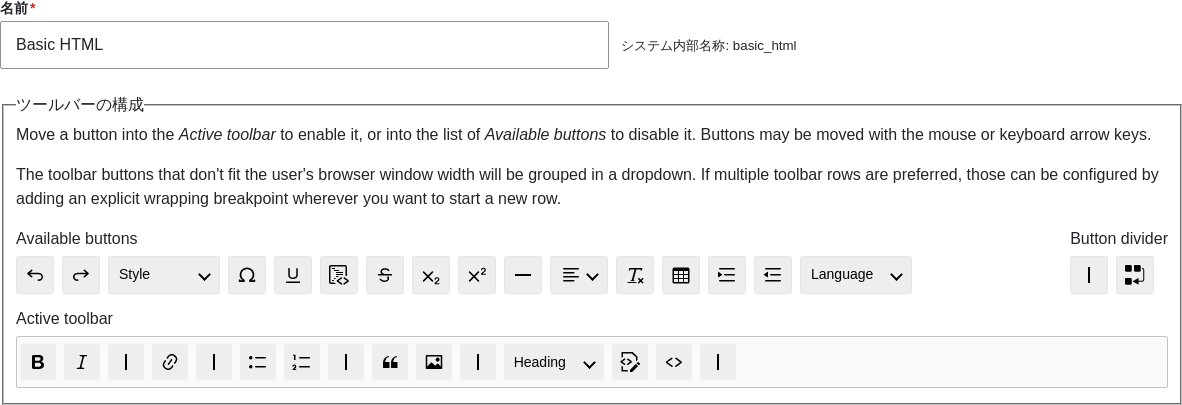 名前*
Basic HTML
システム内部名称: basic_html
ツールバーの構成
Move a button into the Active toolbar to enable it, or into the list of Available buttons to disable it. Buttons may be moved with the mouse or keyboard arrow keys.
The toolbar buttons that don't fit the user's browser window width will be grouped in a dropdown. If multiple toolbar rows are preferred, those can be configured by
adding an explicit wrapping breakpoint wherever you want to start a new row.
Available buttons
Button divider
Style
Language
Active toolbar
Heading